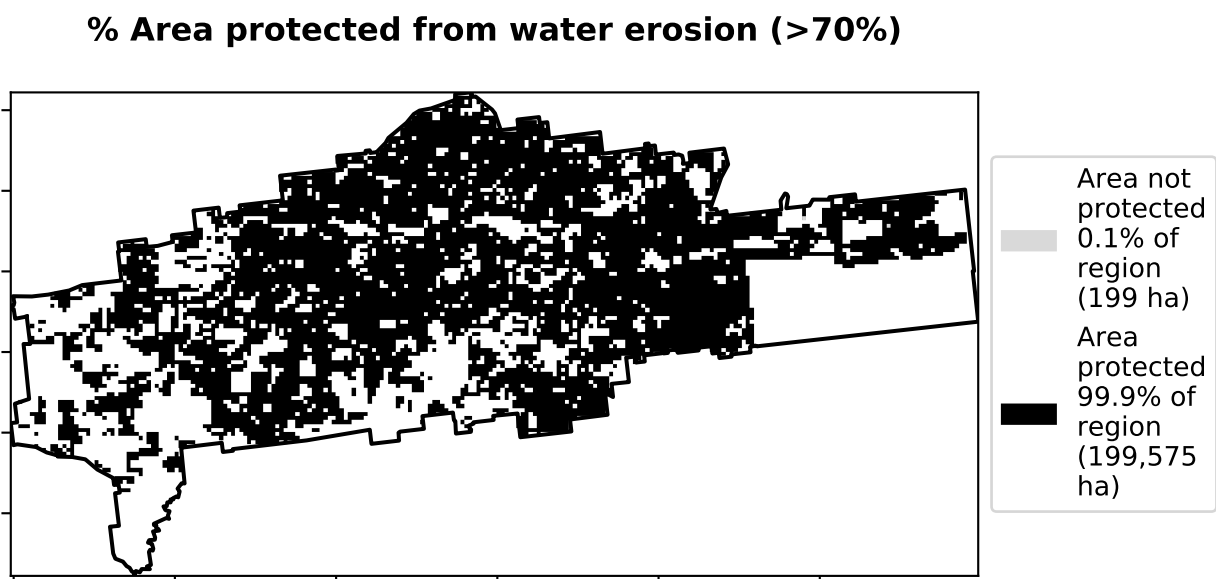 % Area protected from water erosion (>70%)
Area not
protected
0.1% of
region
(199 ha)
Area
protected
99.9% of
region
(199,575
ha)